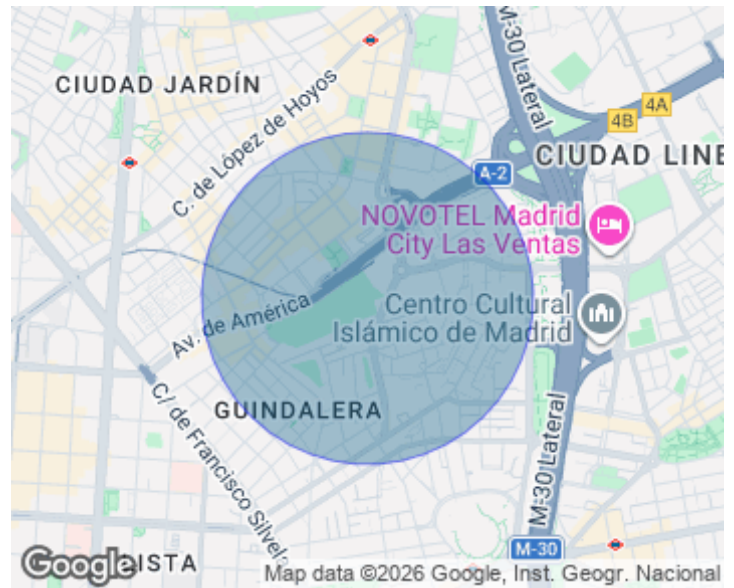 M-30 Lateral
CIUDAD JARDÍN
C. de López de Hoyos
4A
4B
CIUDAD LINE
A-2
NOVOTEL Madrid
City Las Ventas
Centro Cultural
Islámico de Madrid
Av. de América
GUINDALERA
C/ de Francisco Silvela
M-30 Lateral
M-30
Google
LISTA
Map data ©2026 Google, Inst. Geogr. Nacional